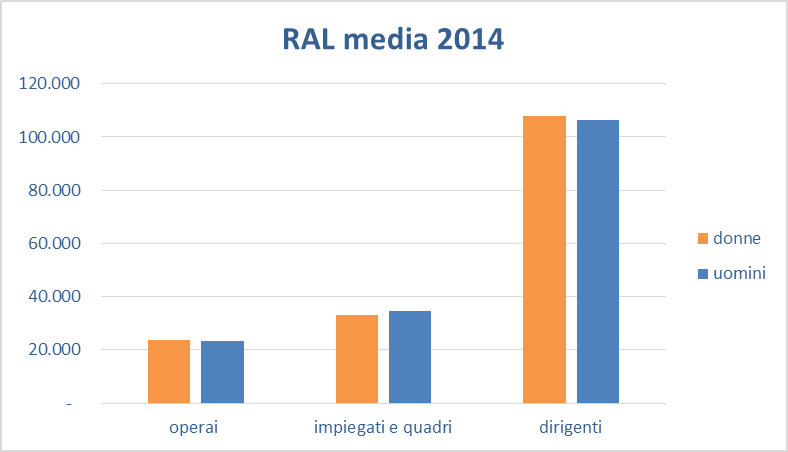 RAL media 2014
120.000
100.000
80.000
60.000
40.000
20.000
-
operai
impiegati e quadri
dirigenti
donne
uomini